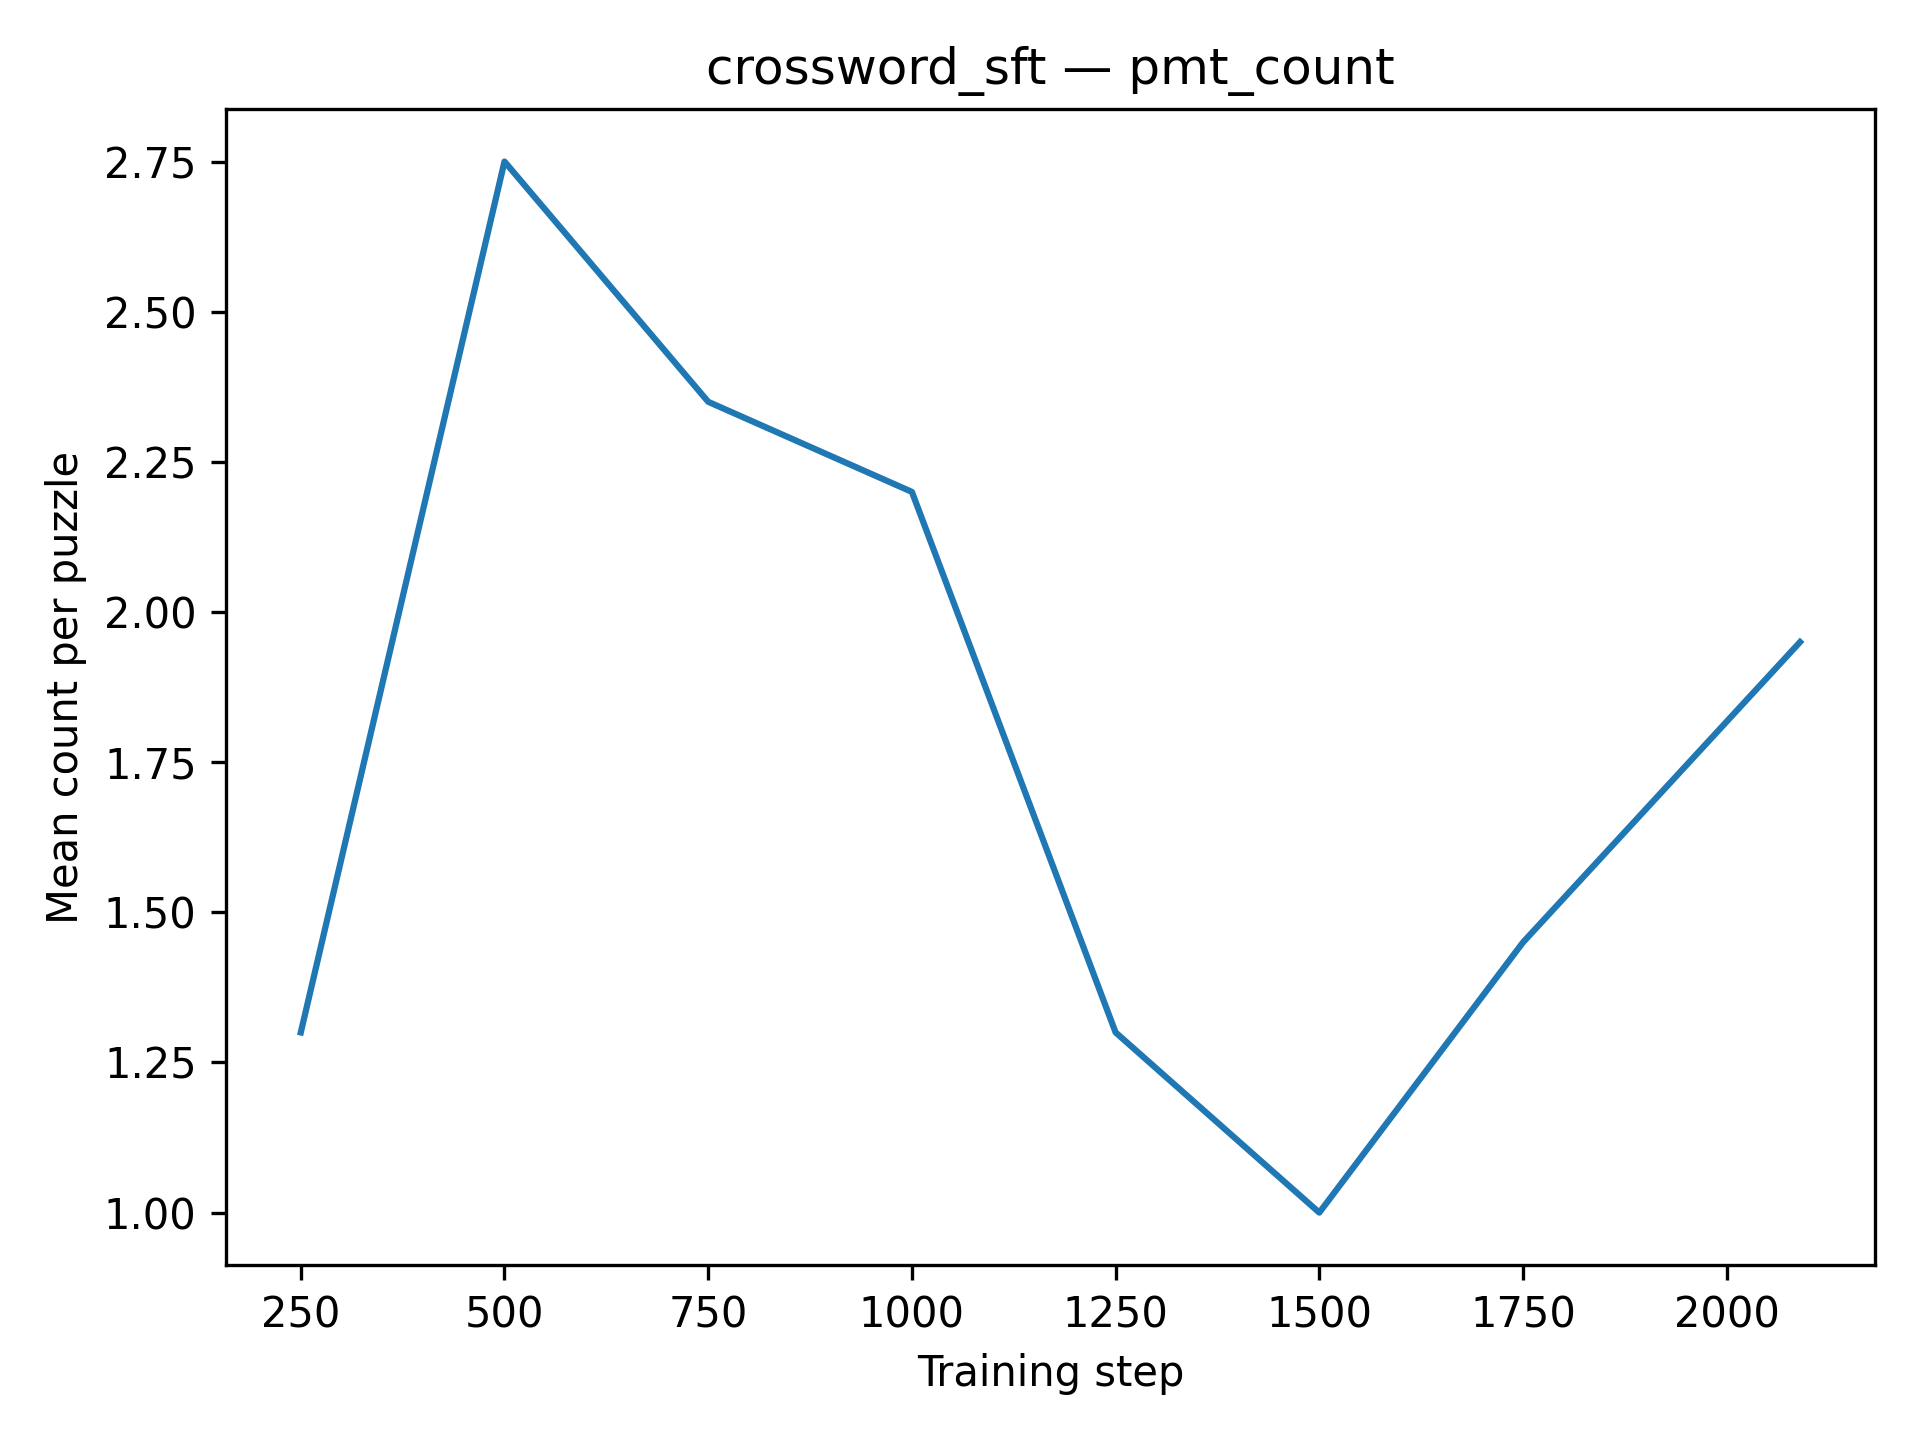 crossword_sft — pmt_count
Mean count per puzzle
2.75
2.50
2.25
2.00
1.75
1.50
1.25
1.00
250 500 750 1000 1250 1500 1750 2000
Training step